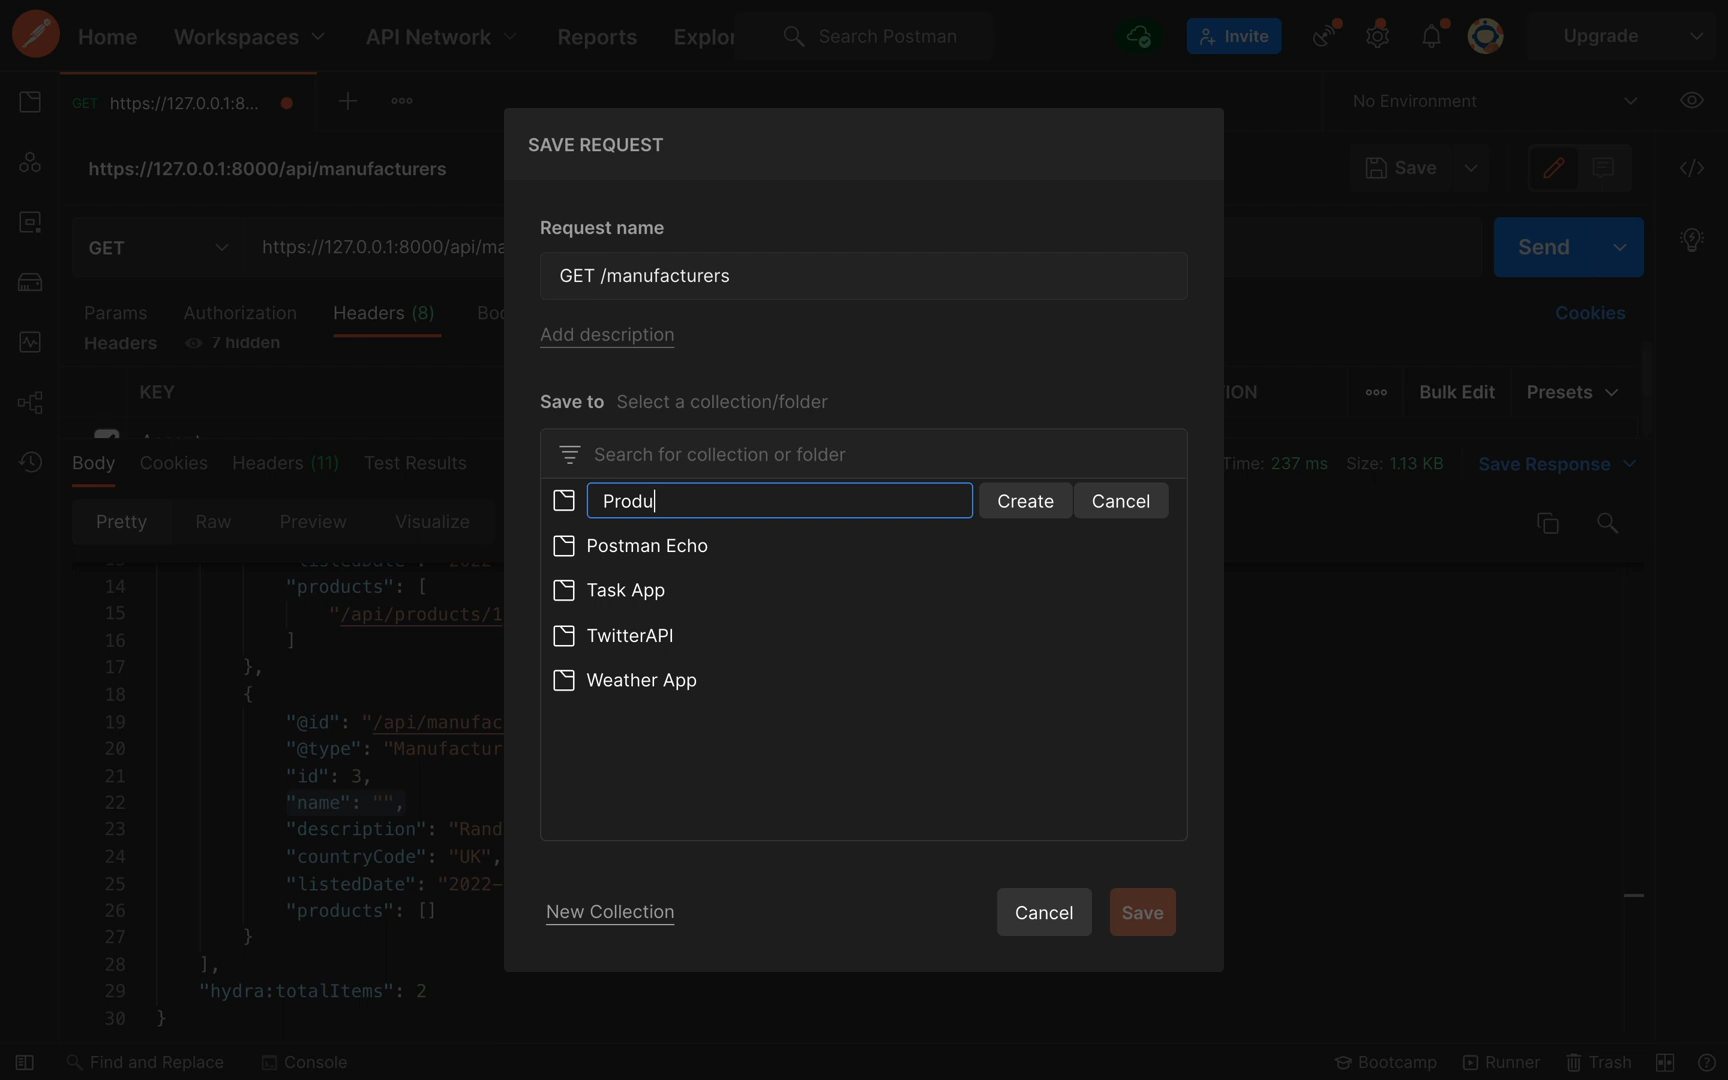 Home
Workspaces
API Network
Reports
Explor
Search Postman
Invite
Upgrade
GET https://127.0.0.1:8...
No Environment
https://127.0.0.1:8000/api/manufacturers
Save
GET
https://127.0.0.1:8000/api/ma
Send
Params
Authorization
Headers (8)
Bod
Cookies
Headers
7 hidden
KEY
ION
Bulk Edit
Presets
Body
Cookies
Headers (11)
Test Results
Time: 237 ms
Size: 1.13 KB
Save Response
Pretty
Raw
Preview
Visualize
14 "products": [
15 "/api/products/1
16 ]
17 },
18 {
19 "@id": "/api/manufac
20 "@type": "Manufactur
21 "id": 3,
22 "name": "",
23 "description": "Rand
24 "countryCode": "UK",
25 "listedDate": "2022-
26 "products": []
27 }
28 ],
29 "hydra:totalItems": 2
30 }
SAVE REQUEST
Request name
GET /manufacturers
Add description
Save to Select a collection/folder
Search for collection or folder
Produ
Create
Cancel
Postman Echo
Task App
TwitterAPI
Weather App
New Collection
Cancel
Save
Find and Replace
Console
Bootcamp
Runner
Trash